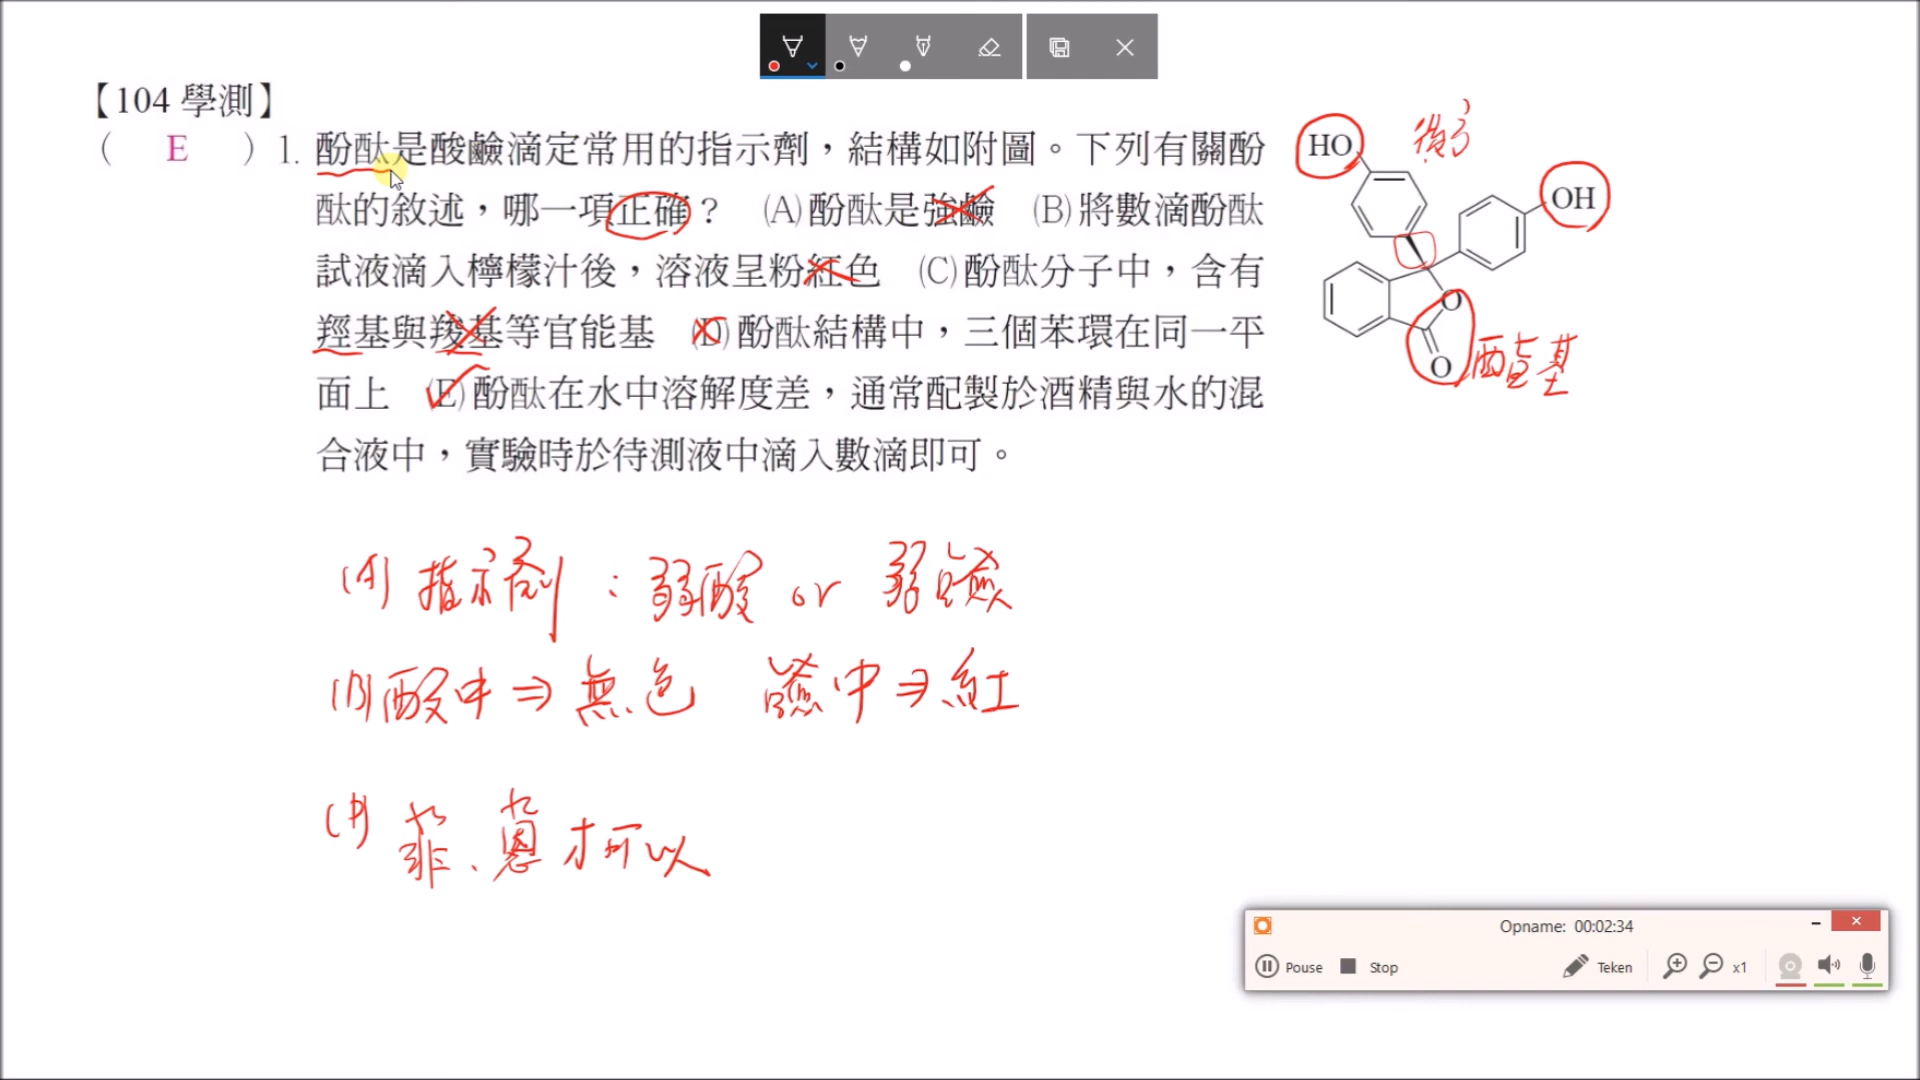 【104 學測】
( E ) 1. 酚酞是酸鹼滴定常用的指示劑，結構如附圖。下列有關酚
酞的敘述，哪一項正確？ (A)酚酞是強鹼 (B)將數滴酚酞
試液滴入檸檬汁後，溶液呈粉紅色 (C)酚酞分子中，含有
羥基與羧基等官能基 (D)酚酞結構中，三個苯環在同一平
面上 (E)酚酞在水中溶解度差，通常配製於酒精與水的混
合液中，實驗時於待測液中滴入數滴即可。
HO
OH
O
O
酯基
(A) 指示劑：弱酸 or 弱鹼
(B) 酸中⇒無色 鹼中⇒紅
(D) 菲、蒽才可以
Opname: 00:02:34
Pouse Stop Teken x1